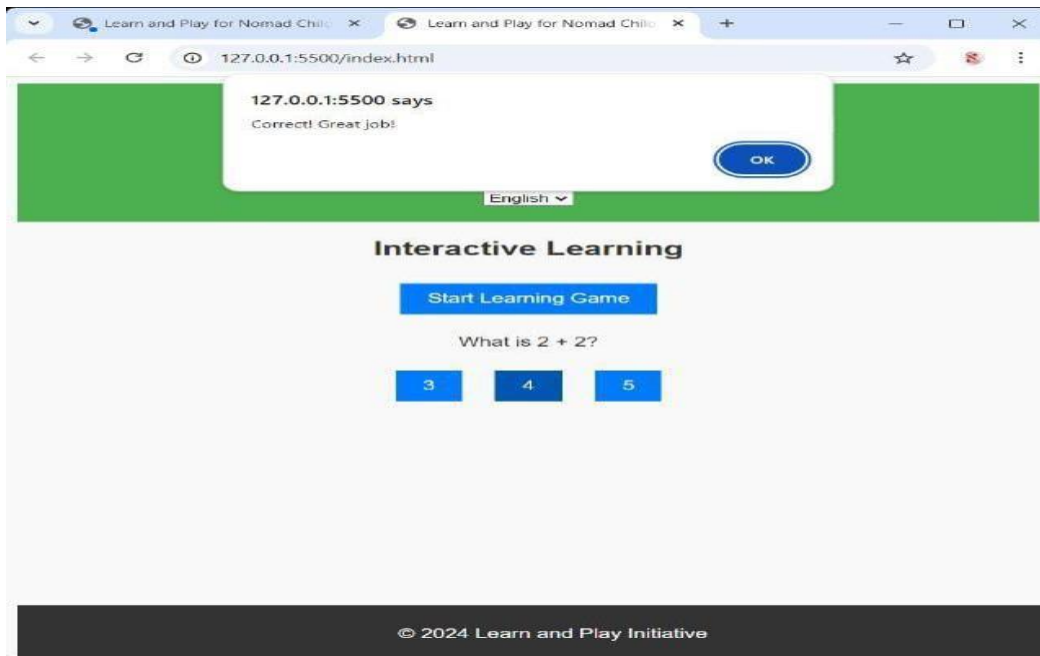 Learn and Play for Nomad Chil Learn and Play for Nomad Chil
127.0.0.1:5500/index.html
127.0.0.1:5500 says
Correct! Great job!
OK
English
Interactive Learning
Start Learning Game
What is 2 + 2?
3 4 5
© 2024 Learn and Play Initiative